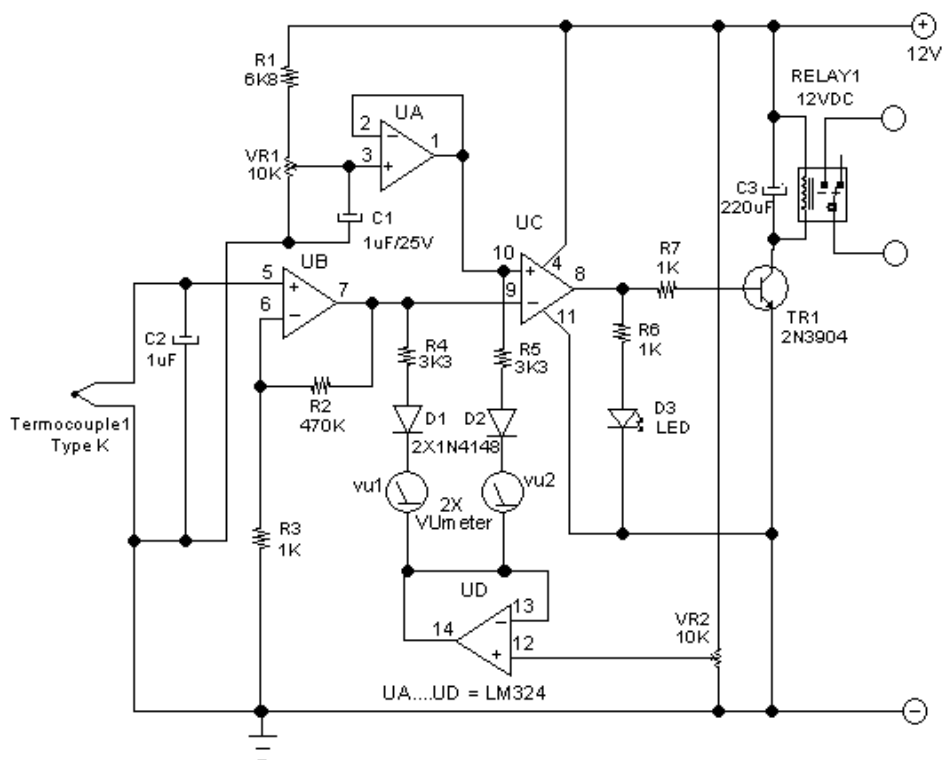 R1
6K8
VR1
10K
UA
2
3
1
C1
1uF/25V
12V
RELAY1
12VDC
C3
220uF
UB
5
6
7
UC
10
9
4
8
11
R7
1K
TR1
2N3904
C2
1uF
R2
470K
R4
3K3
R5
3K3
R6
1K
D1
D2
2X1N4148
D3
LED
Termocouple1
Type K
vu1
vu2
2X
VUmeter
R3
1K
UD
13
14
12
VR2
10K
UA....UD = LM324